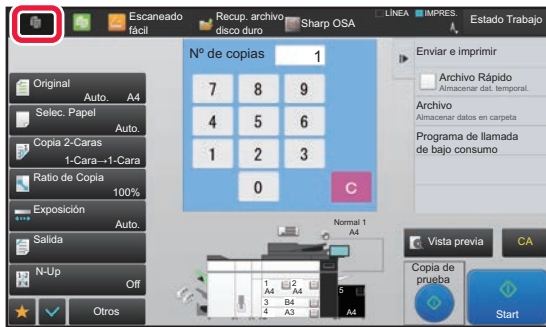 Escaneado
fácil
Recup. archivo
disco duro
Sharp OSA
LÍNEA
IMPRES.
Estado Trabajo
Nº de copias
1
Enviar e imprimir
Original
Auto. A4
Archivo Rápido
Almacenar dat. temporal.
7 8 9
Selec. Papel
Auto.
Archivo
Almacenar datos en carpeta
4 5 6
Copia 2-Caras
1-Cara→1-Cara
Programa de llamada
de bajo consumo
1 2 3
Ratio de Copia
100%
0 C
Exposición
Auto.
Normal 1
A4
Salida
Vista previa
CA
N-Up
Off
Copia de
prueba
1 A4
2 A4
3 B4
4 A3
5
A4
Otros
Start